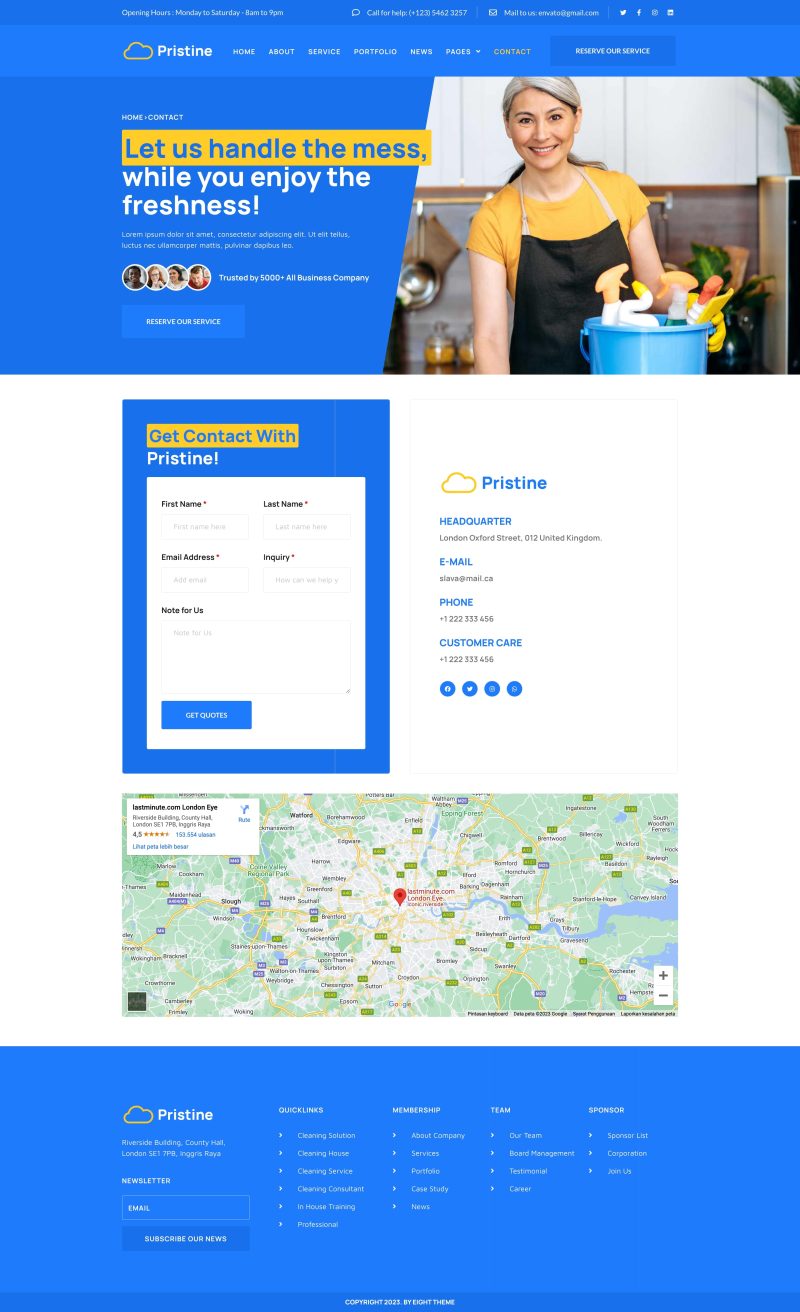 Opening Hours : Monday to Saturday - 8am to 9pm
Call for help: (+123) 5462 3257
Mail to us: envato@gmail.com
Pristine
HOME ABOUT SERVICE PORTFOLIO NEWS PAGES CONTACT
RESERVE OUR SERVICE
HOME>CONTACT
Let us handle the mess,
while you enjoy the
freshness!
Lorem ipsum dolor sit amet, consectetur adipiscing elit. Ut elit tellus,
luctus nec ullamcorper mattis, pulvinar dapibus leo.
Trusted by 5000+ All Business Company
RESERVE OUR SERVICE
Get Contact With
Pristine!
First Name *
Last Name *
First name here
Last name here
Email Address *
Inquiry *
Add email
How can we help y
Note for Us
Note for Us
GET QUOTES
Pristine
HEADQUARTER
London Oxford Street, 012 United Kingdom.
E-MAIL
slava@mail.ca
PHONE
+1 222 333 456
CUSTOMER CARE
+1 222 333 456
lastminute.com London Eye
Riverside Building, County Hall,
London SE1 7PB, Inggris Raya
4,5
153.554 ulasan
Lihat peta lebih besar
Rute
Potters Bar
Waltham
Abbey
Epping Forest
Ingatestone
South
Woodham
Ferrers
Watford
Borehamwood
Enfield
Loughton
Brentwood
Billericay
Wickford
Rayleigh
Chigwell
Edgware
Basildon
Harrow
Romford
Hornchurch
Colne Valley
Regional Park
Barking
Dagenham
Rainham
Maidenhead
Slough
Hayes
Greenford
Brentford
Hounslow
lastminute.com
London Eye
Iconic riverside
Stanford-le-Hope
Canvey Island
Grays
Tilbury
Dartford
Gravesend
Bexleyheath
Sidcup
Twickenham
Kingston
upon
Thames
Surbiton
Mitcham
Bromley
Croydon
Orpington
Swanley
Rochester
Chatham
Staines-upon-Thames
Walton-on-Thames
Weybridge
Chessington
Epsom
Bracknell
Wokingham
Crowthorne
Camberley
Frimley
Woking
Google
Pintasan keyboard
Data peta ©2023 Google
Syarat Penggunaan
Laporkan kesalahan peta
Pristine
Riverside Building, County Hall,
London SE1 7PB, Inggris Raya
NEWSLETTER
EMAIL
SUBSCRIBE OUR NEWS
QUICKLINKS
Cleaning Solution
Cleaning House
Cleaning Service
Cleaning Consultant
In House Training
Professional
MEMBERSHIP
About Company
Services
Portfolio
Case Study
News
TEAM
Our Team
Board Management
Testimonial
Career
SPONSOR
Sponsor List
Corporation
Join Us
COPYRIGHT 2023. BY EIGHT THEME